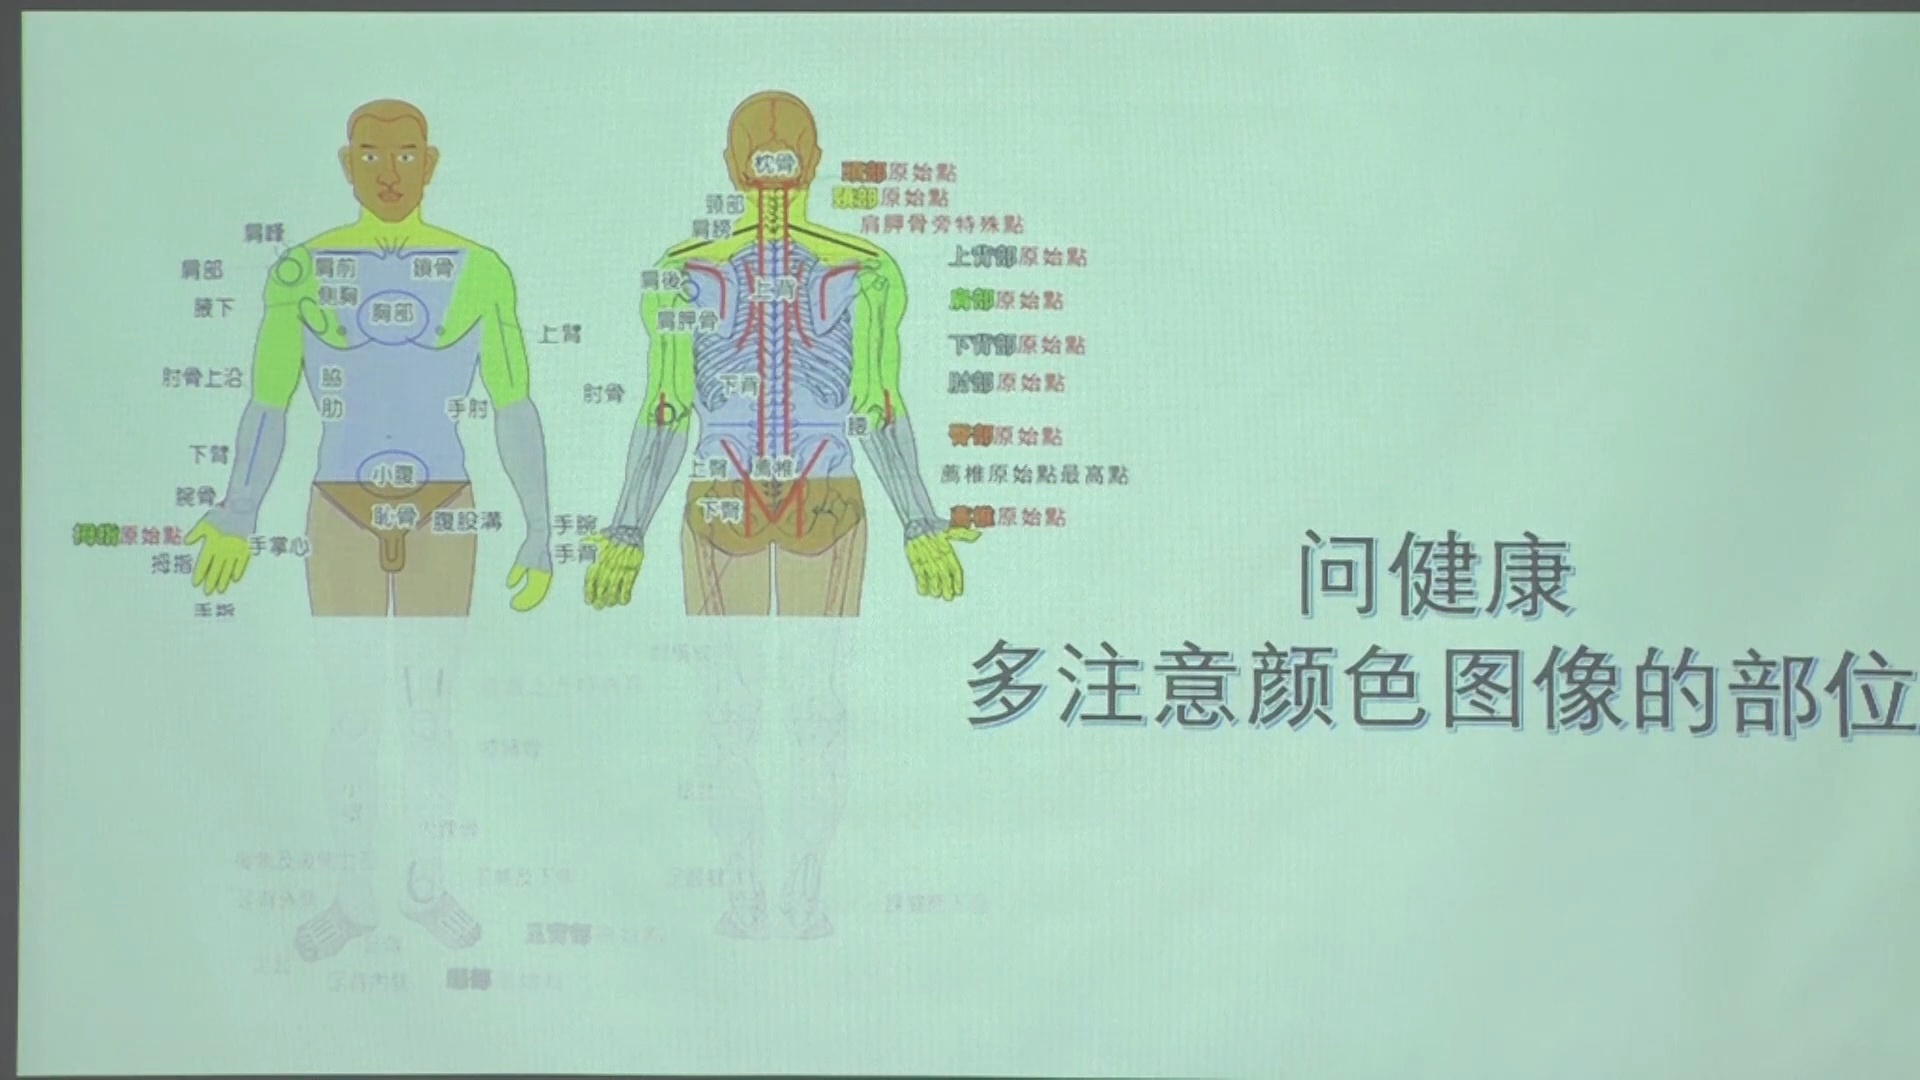 肩峰
肩部
肩前
鎖骨
側胸
腋下
胸部
上臂
肘骨上沿
脇
肋
手肘
下臂
小腹
腕骨
恥骨
腹股溝
拇指原始點
手掌心
拇指
手指
枕骨
頸部
肩膀
肩後
上背
肩胛骨
下背
肘骨
腰
上臀
薦椎
下臀
手腕
手背
頭部原始點
頸部原始點
肩胛骨旁特殊點
上背部原始點
肩部原始點
下背部原始點
肘部原始點
臀部原始點
薦椎原始點最高點
薦椎原始點
问健康
多注意颜色图像的部位